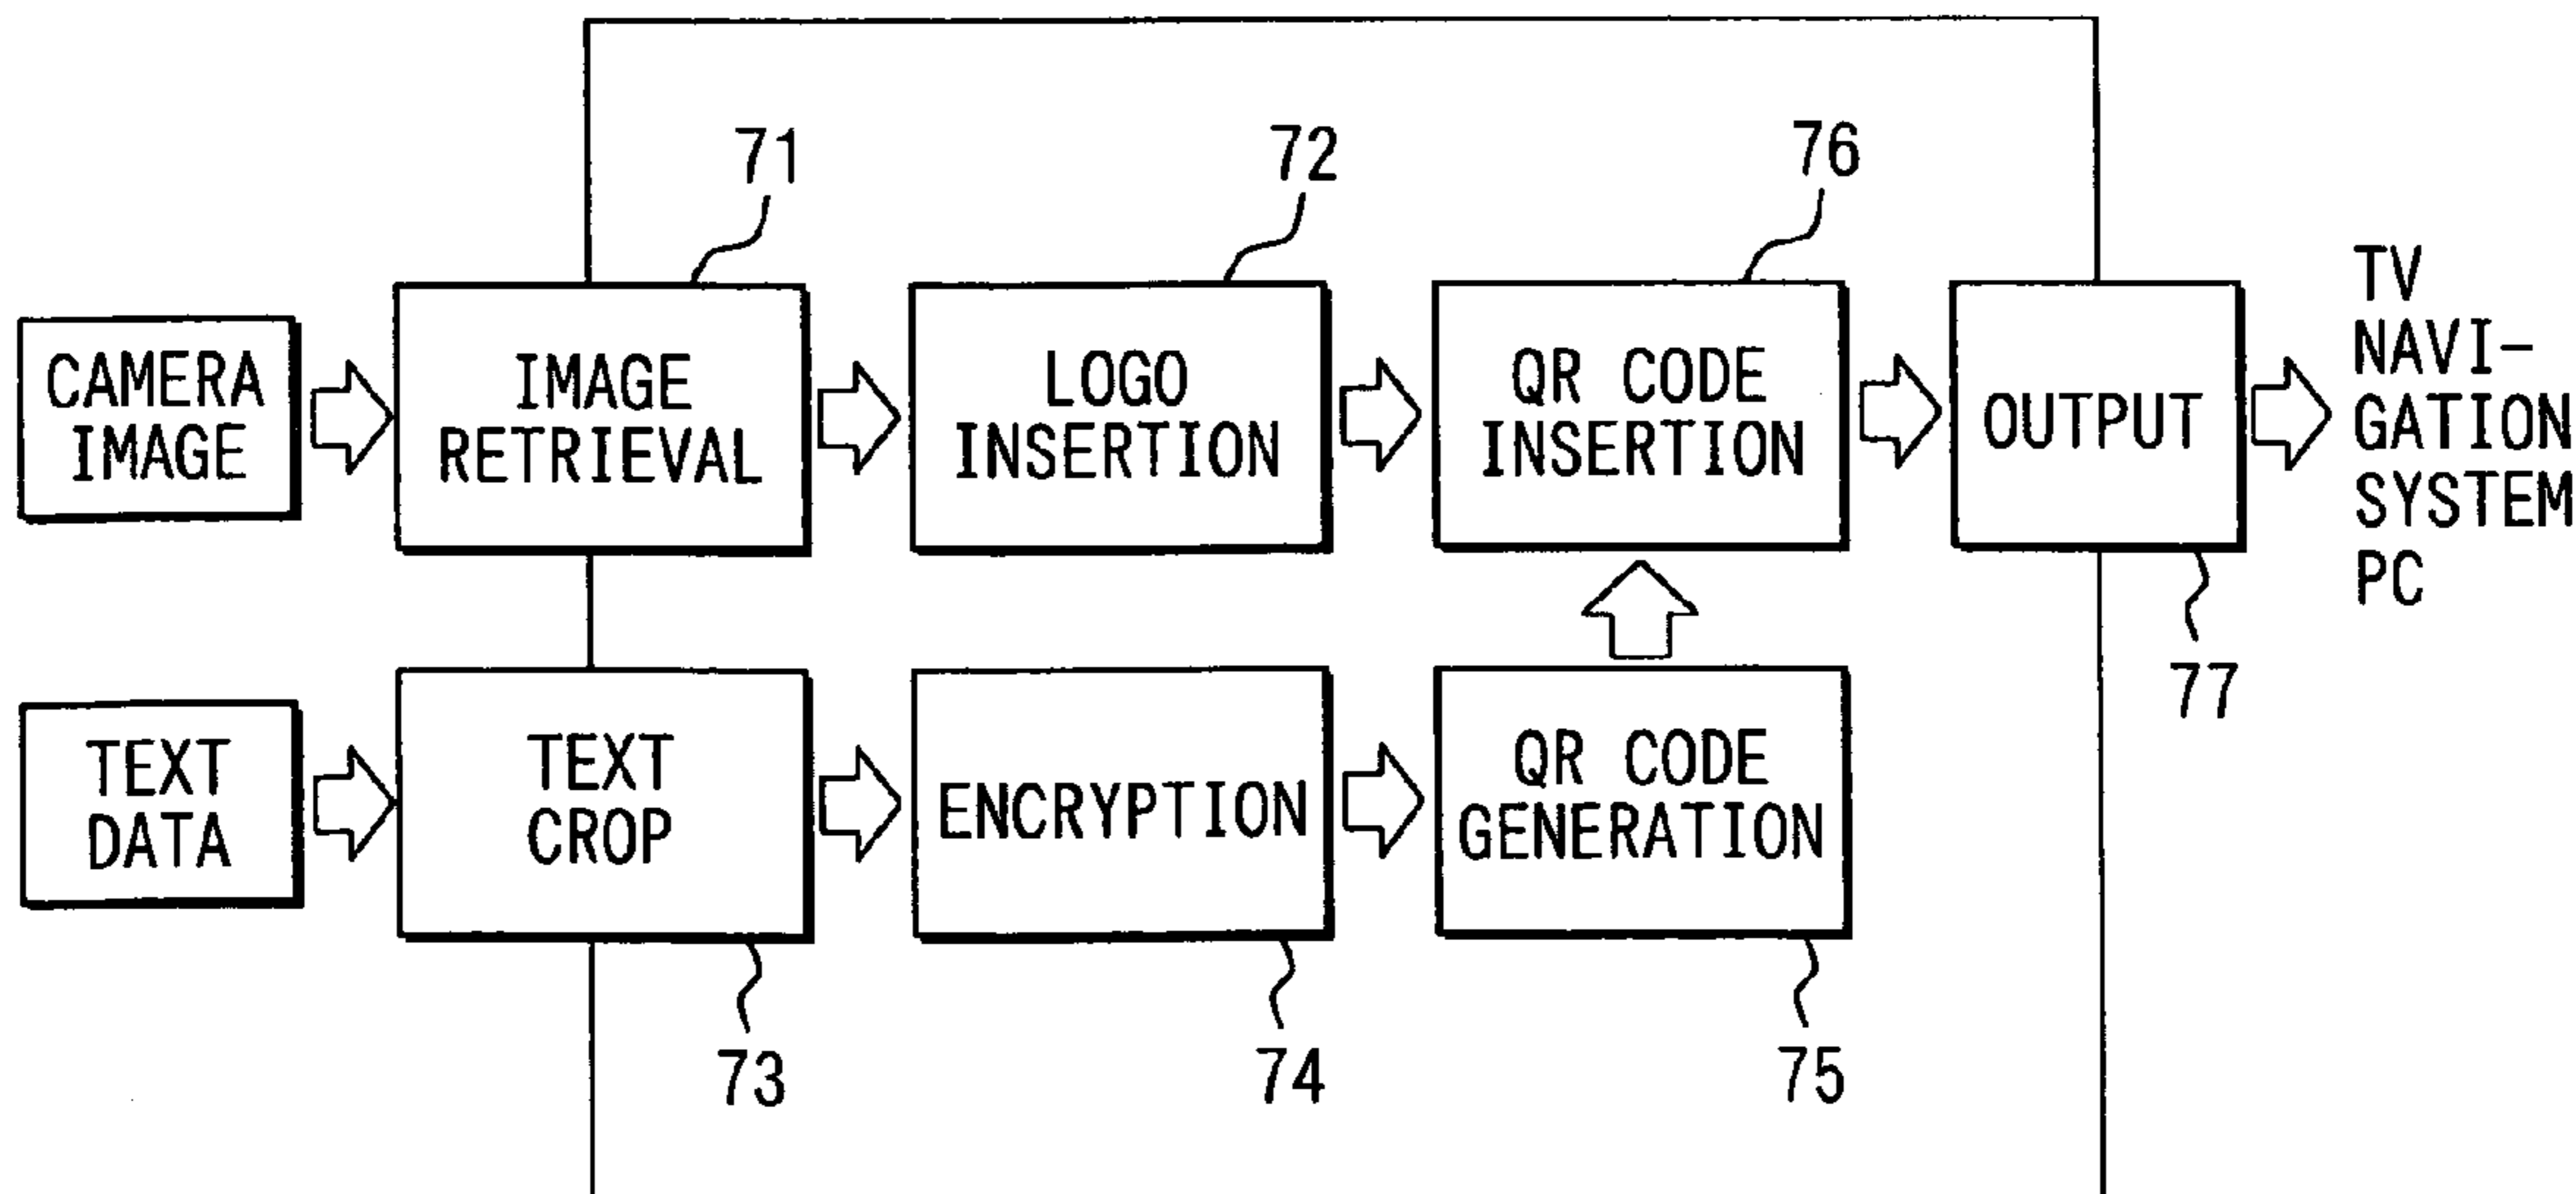 71
72
76
CAMERA
IMAGE
IMAGE
RETRIEVAL
LOGO
INSERTION
QR CODE
INSERTION
OUTPUT
TV
NAVI-
GATION
SYSTEM
PC
77
TEXT
DATA
TEXT
CROP
ENCRYPTION
QR CODE
GENERATION
73
74
75